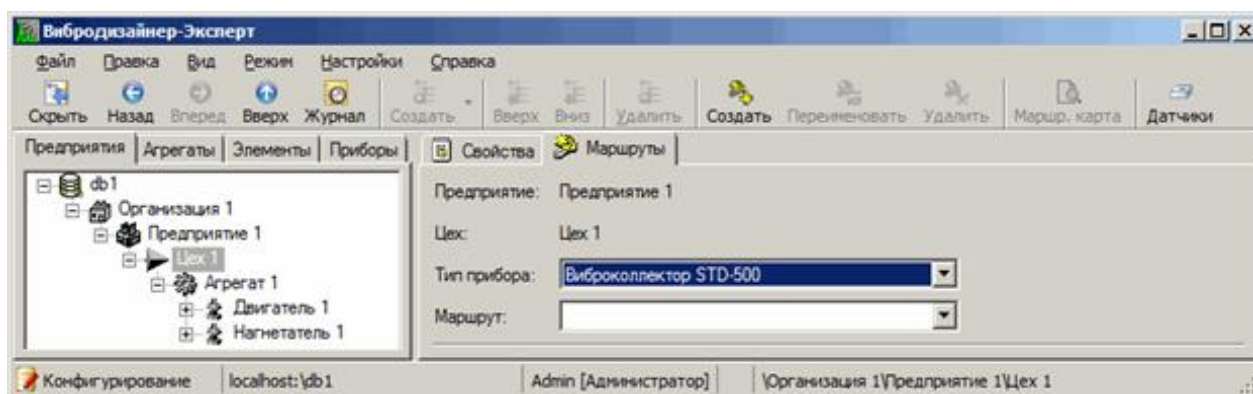 Вибродизайнер-Эксперт
Файл Правка Вид Режим Настройки Справка
Скрыть Назад Вперед Вверх Журнал Создать Вверх Вниз Удалить Создать Переименовать Удалить Маршр. карта Датчики
Предприятия Агрегаты Элементы Приборы Свойства Маршруты
db1
Организация 1
Предприятие 1
Цех 1
Агрегат 1
Двигатель 1
Нагнетатель 1
Предприятие: Предприятие 1
Цех: Цех 1
Тип прибора: Виброколлектор STD-500
Маршрут:
Конфигурирование localhost:\db1 Admin [Администратор] \Организация 1\Предприятие 1\Цех 1